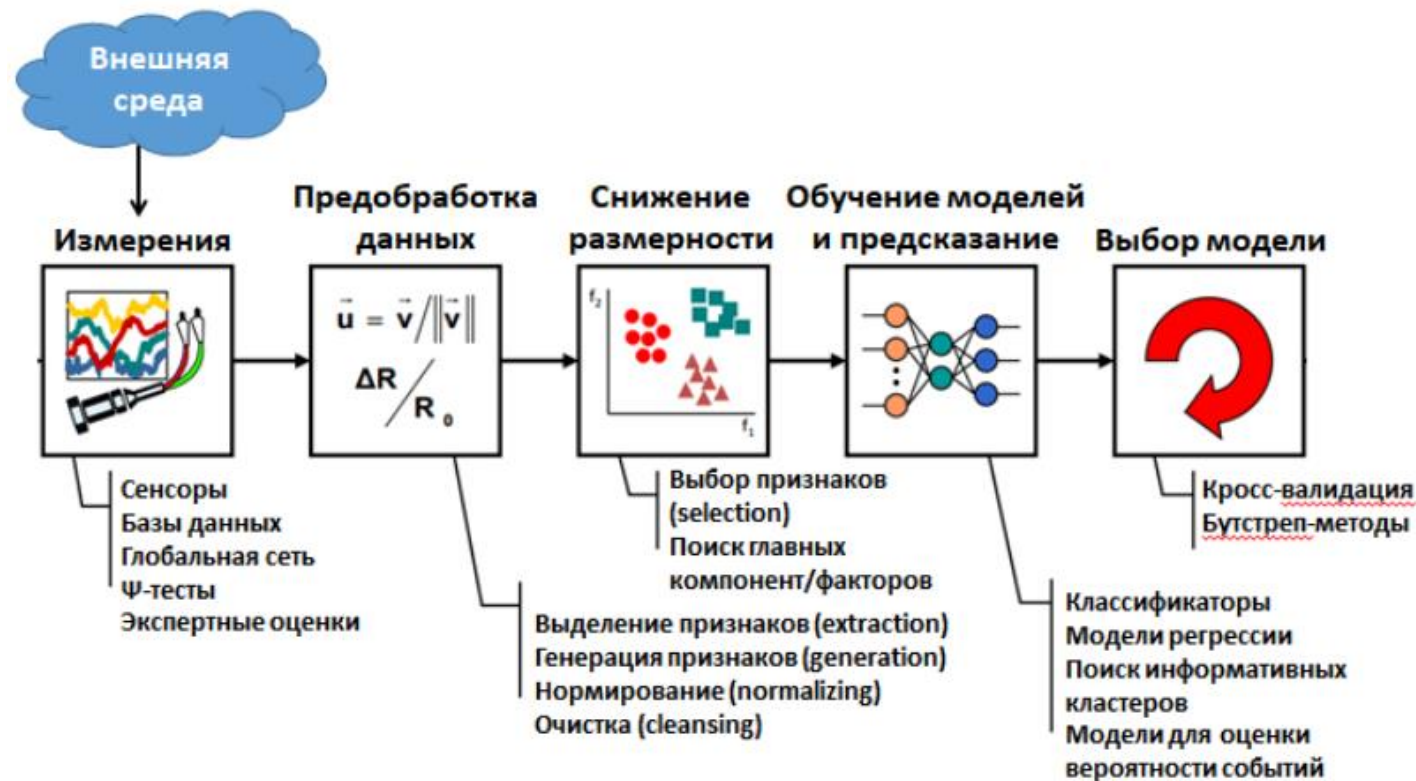 Внешняя
среда
Измерения
Предобработка
данных
Снижение
размерности
Обучение моделей
и предсказание
Выбор модели
u = v / ||v||
ΔR / R 0
f2
f1
Сенсоры
Базы данных
Глобальная сеть
Ψ-тесты
Экспертные оценки
Выделение признаков (extraction)
Генерация признаков (generation)
Нормирование (normalizing)
Очистка (cleansing)
Выбор признаков
(selection)
Поиск главных
компонент/факторов
Классификаторы
Модели регрессии
Поиск информативных
кластеров
Модели для оценки
вероятности событий
Кросс-валидация
Бутстреп-методы